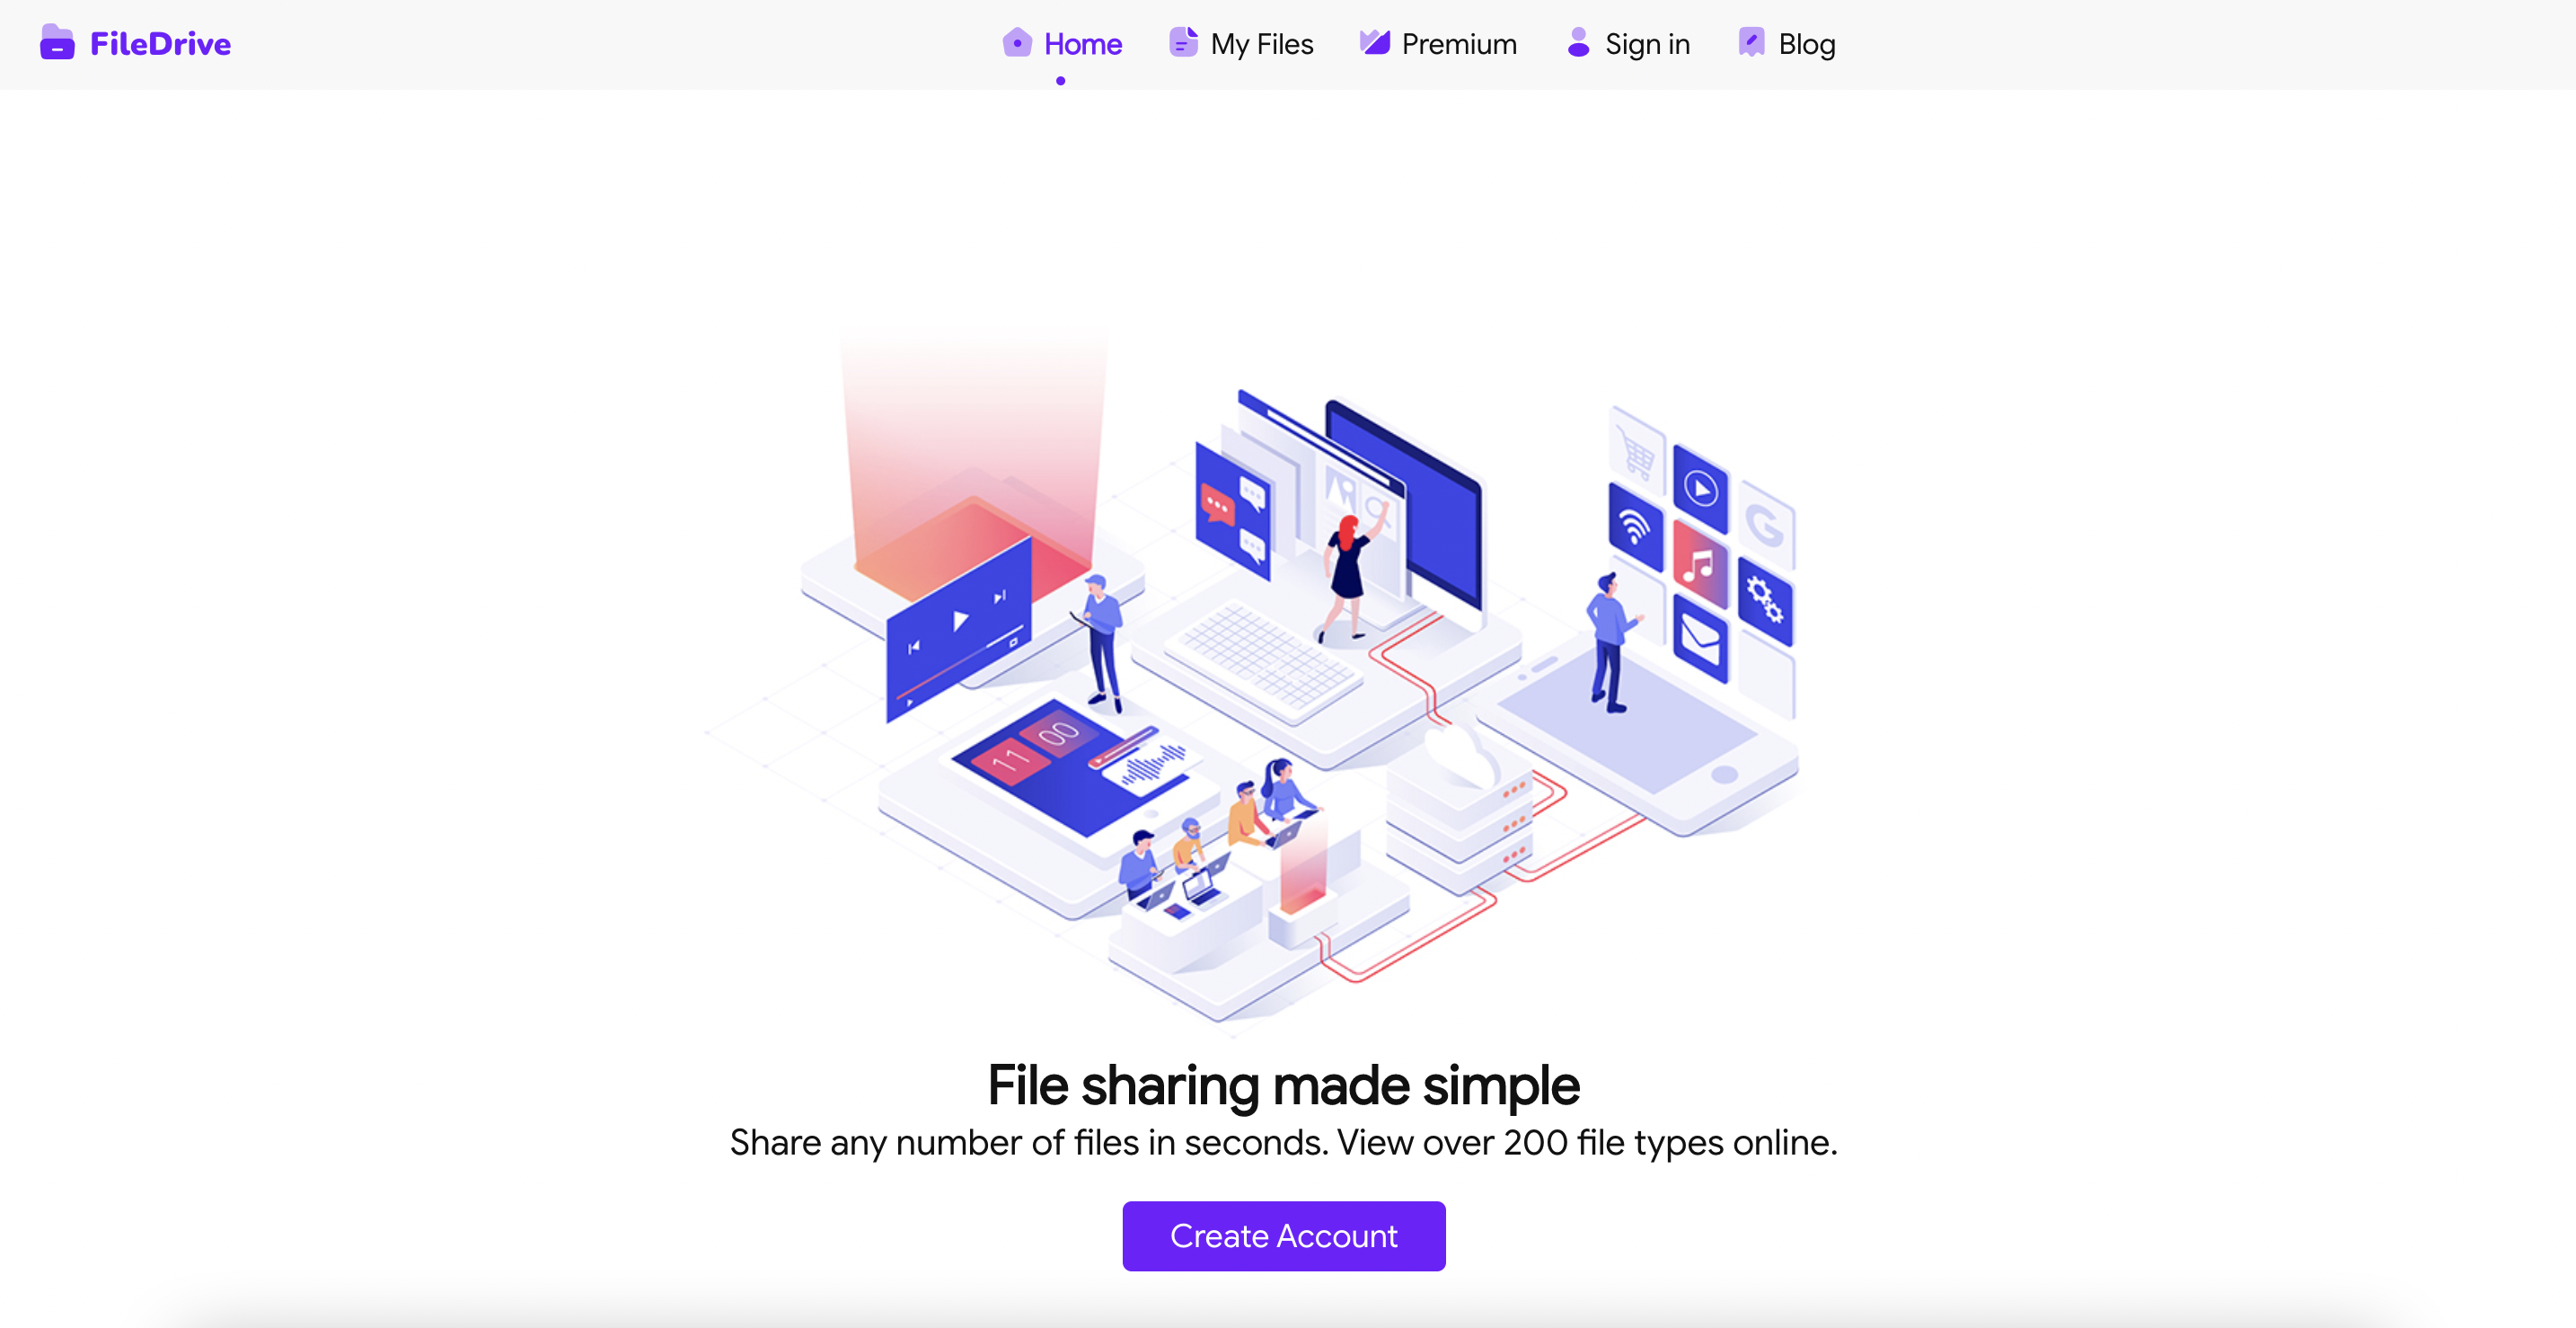 FileDrive
Home My Files Premium Sign in Blog
G
11 00
File sharing made simple
Share any number of files in seconds. View over 200 file types online.
Create Account